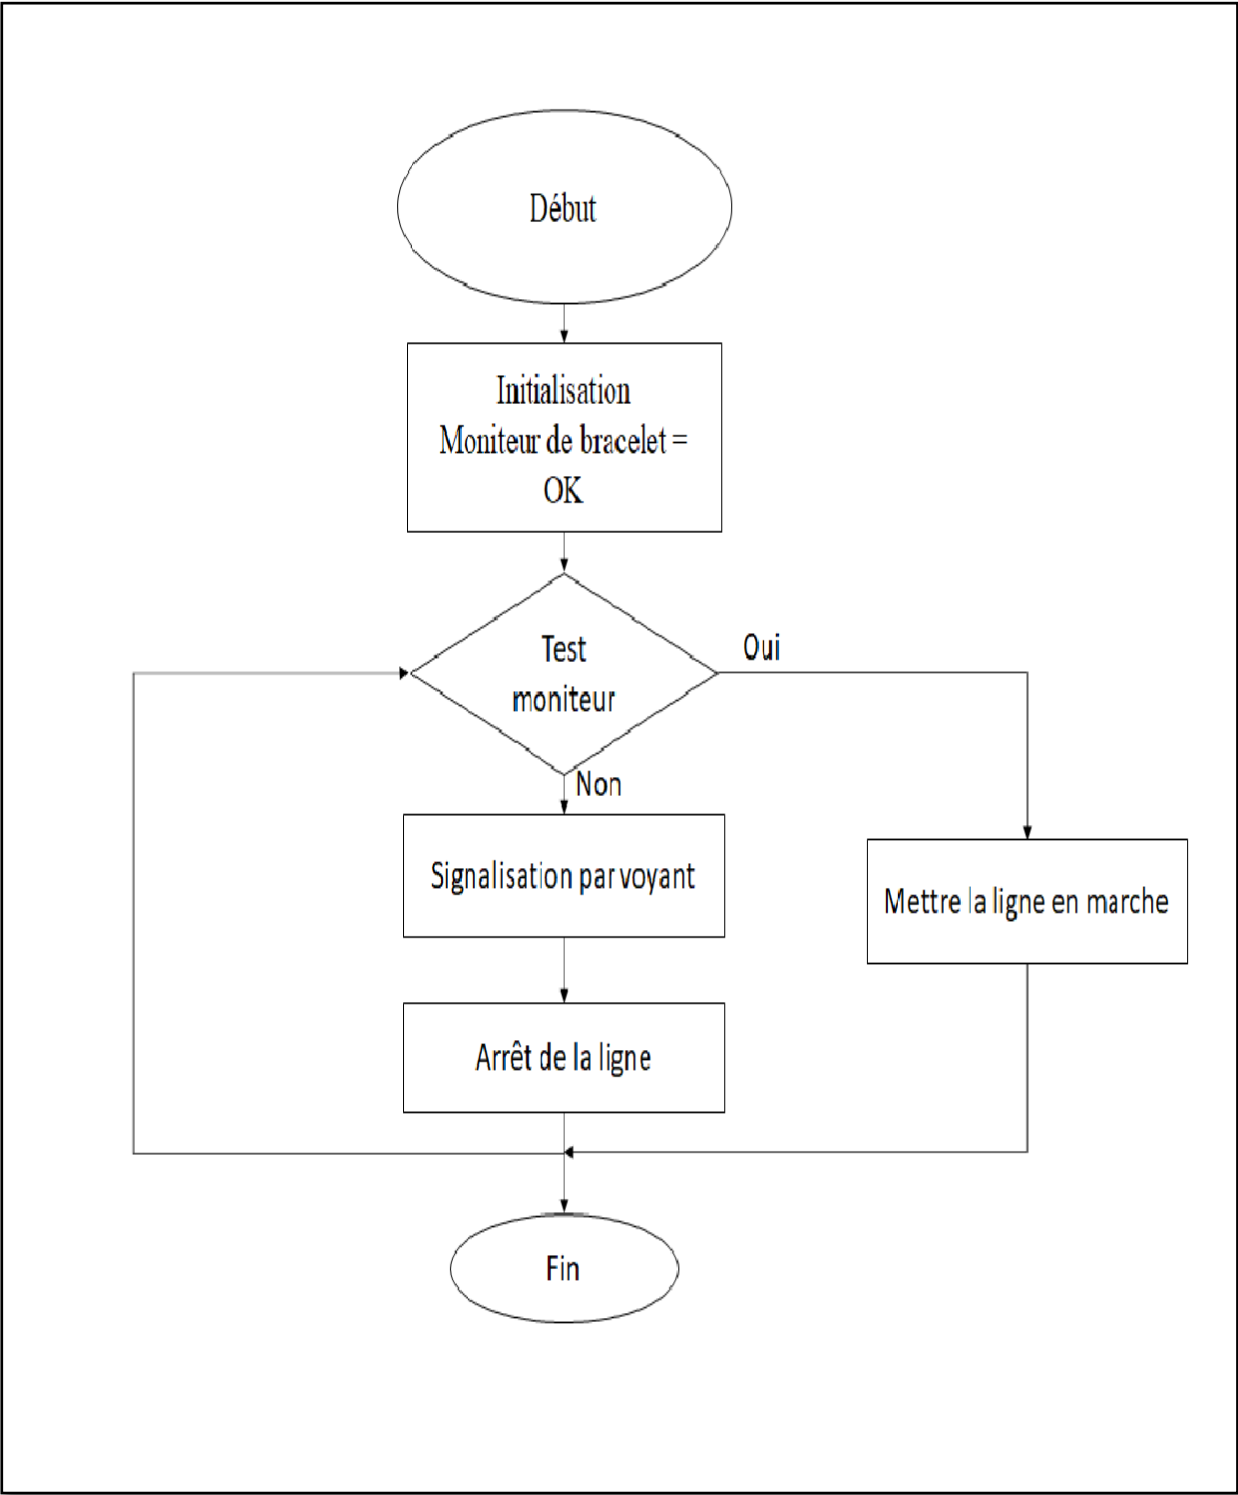 Début
Initialisation
Moniteur de bracelet =
OK
Test
moniteur
Oui
Non
Signalisation par voyant
Mettre la ligne en marche
Arrêt de la ligne
Fin